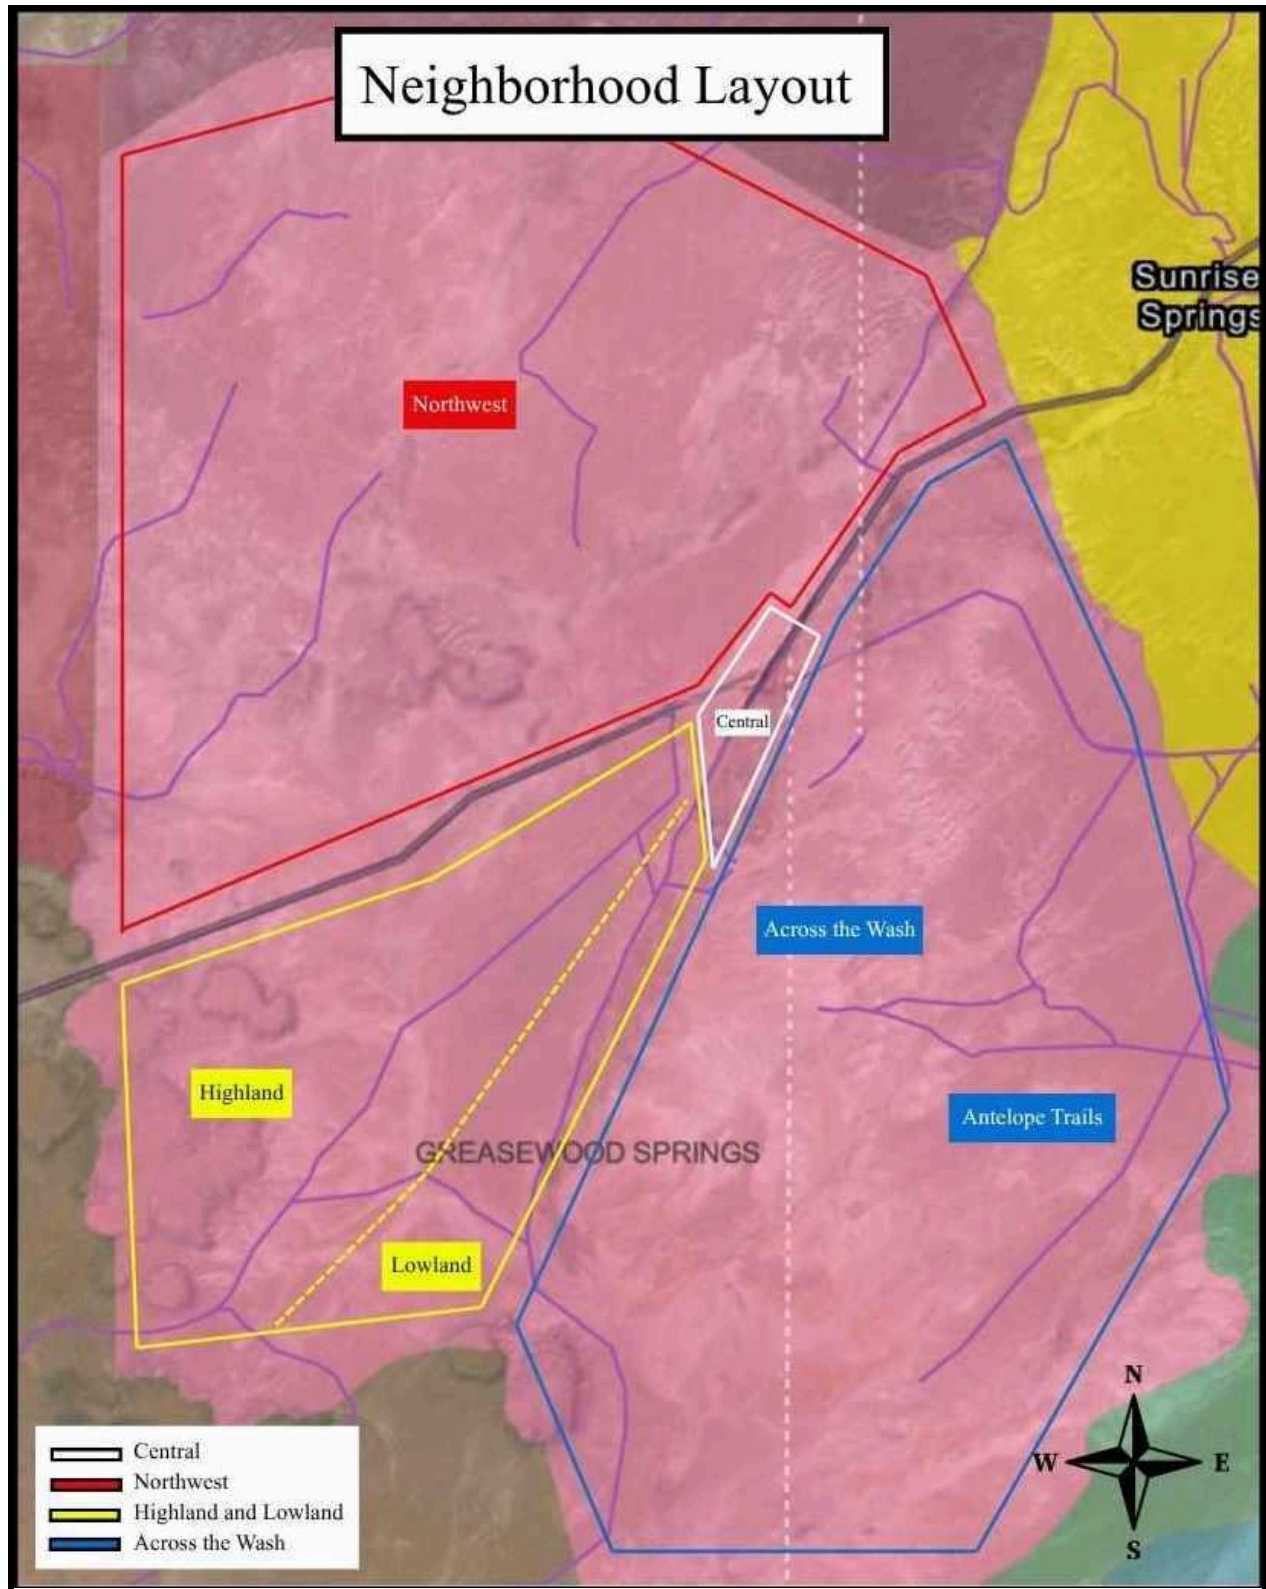 Neighborhood Layout
Sunrise
Springs
Northwest
Central
Across the Wash
Highland
Antelope Trails
GREASEWOOD SPRINGS
Lowland
N
W
E
S
Central
Northwest
Highland and Lowland
Across the Wash